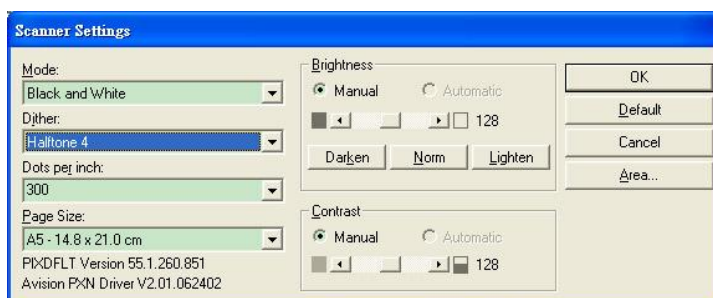 Scanner Settings
Mode:
Black and White
Dither:
Halftone 4
Dots per inch:
300
Page Size:
A5 - 14.8 x 21.0 cm
PIXDFLT Version 55.1.260.851
Avision PXN Driver V2.01.062402
Brightness
Manual Automatic
128
Darken Norm Lighten
Contrast
Manual Automatic
128
OK
Default
Cancel
Area...